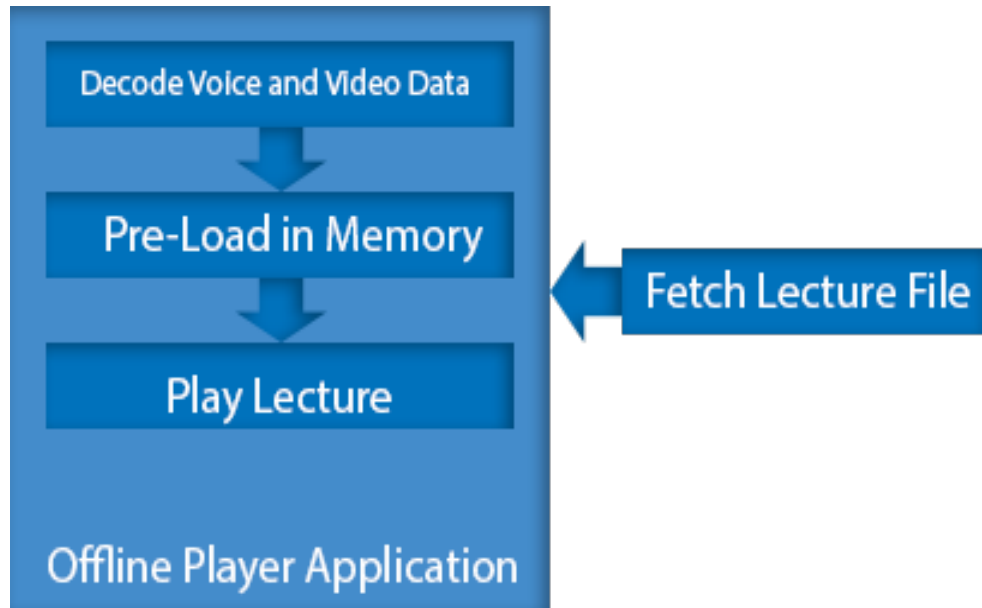 Decode Voice and Video Data
Pre-Load in Memory
Fetch Lecture File
Play Lecture
Offline Player Application